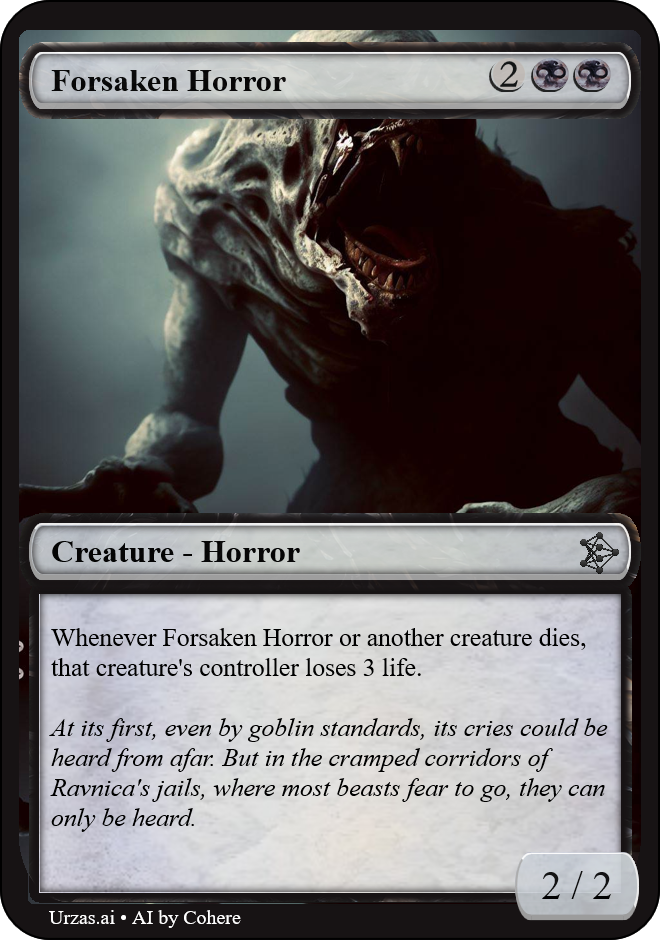 Forsaken Horror 2
Creature - Horror
Whenever Forsaken Horror or another creature dies,
that creature's controller loses 3 life.
At its first, even by goblin standards, its cries could be
heard from afar. But in the cramped corridors of
Ravnica's jails, where most beasts fear to go, they can
only be heard.
2 / 2
Urzas.ai • AI by Cohere